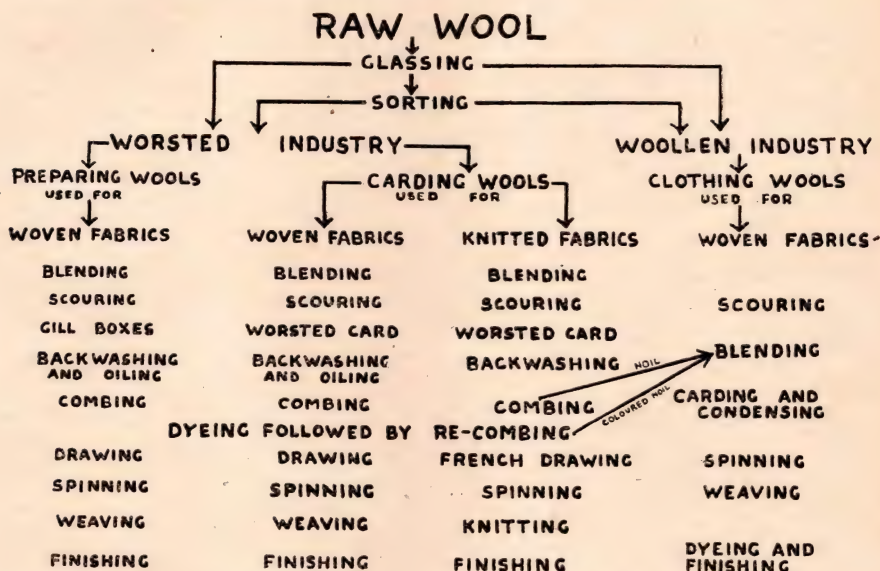 RAW WOOL
CLASSING
SORTING
WORSTED INDUSTRY
WOOLLEN INDUSTRY
PREPARING WOOLS
USED FOR
WOVEN FABRICS
BLENDING
SCOURING
GILL BOXES
BACKWASHING
AND OILING
COMBING
DRAWING
SPINNING
WEAVING
FINISHING
CARDING WOOLS
USED FOR
WOVEN FABRICS
BLENDING
SCOURING
WORSTED CARD
BACKWASHING
AND OILING
COMBING
DYEING FOLLOWED BY RE-COMBING
DRAWING
SPINNING
WEAVING
FINISHING
KNITTED FABRICS
BLENDING
SCOURING
WORSTED CARD
BACKWASHING
COMBING
FRENCH DRAWING
SPINNING
KNITTING
FINISHING
NOIL
COLOURED NOIL
CLOTHING WOOLS
USED FOR
WOVEN FABRICS
SCOURING
BLENDING
CARDING AND
CONDENSING
SPINNING
WEAVING
DYEING AND
FINISHING